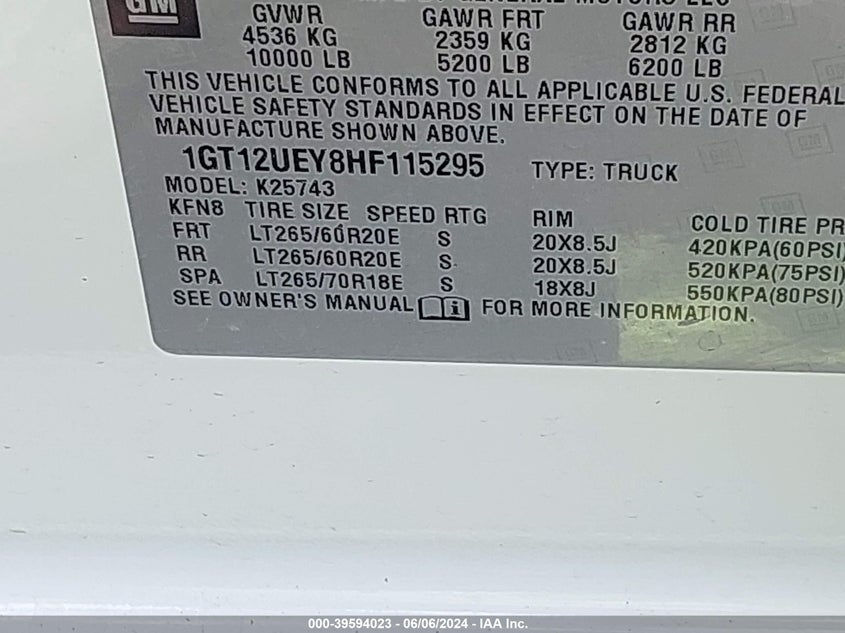 GM
GENERAL MOTORS LLC
GVWR GAWR FRT GAWR RR
4536 KG 2359 KG 2812 KG
10000 LB 5200 LB 6200 LB
THIS VEHICLE CONFORMS TO ALL APPLICABLE U.S. FEDERAL
VEHICLE SAFETY STANDARDS IN EFFECT ON THE DATE OF
MANUFACTURE SHOWN ABOVE.
1GT12UEY8HF115295 TYPE: TRUCK
MODEL: K25743
KFN8 TIRE SIZE SPEED RTG RIM COLD TIRE PR
FRT LT265/60R20E S 20X8.5J 420KPA(60PSI)
RR LT265/60R20E S 20X8.5J 520KPA(75PSI)
SPA LT265/70R18E S 18X8J 550KPA(80PSI)
SEE OWNER'S MANUAL i FOR MORE INFORMATION.
000-39594023 - 06/06/2024 - IAA Inc.